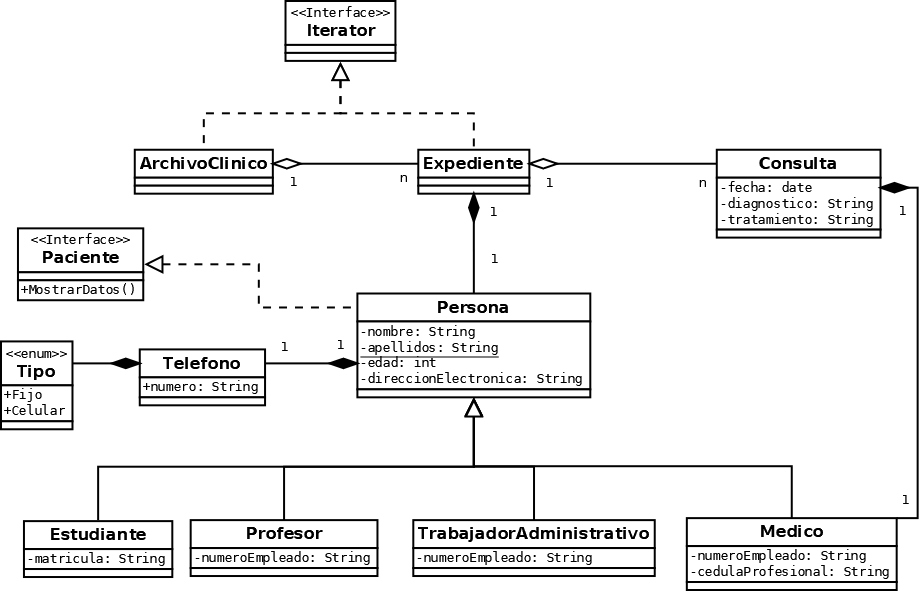 <<Interface>>
Iterator
ArchivoClinico
1
n
Expediente
1
n
Consulta
-fecha: date
-diagnostico: String
-tratamiento: String
1
1
1
<<Interface>>
Paciente
+MostrarDatos()
Persona
-nombre: String
-apellidos: String
-edad: int
-direccionElectronica: String
<<enum>>
Tipo
+Fijo
+Celular
Telefono
+numero: String
1
1
Estudiante
-matricula: String
Profesor
-numeroEmpleado: String
TrabajadorAdministrativo
-numeroEmpleado: String
1
Medico
-numeroEmpleado: String
-cedulaProfesional: String